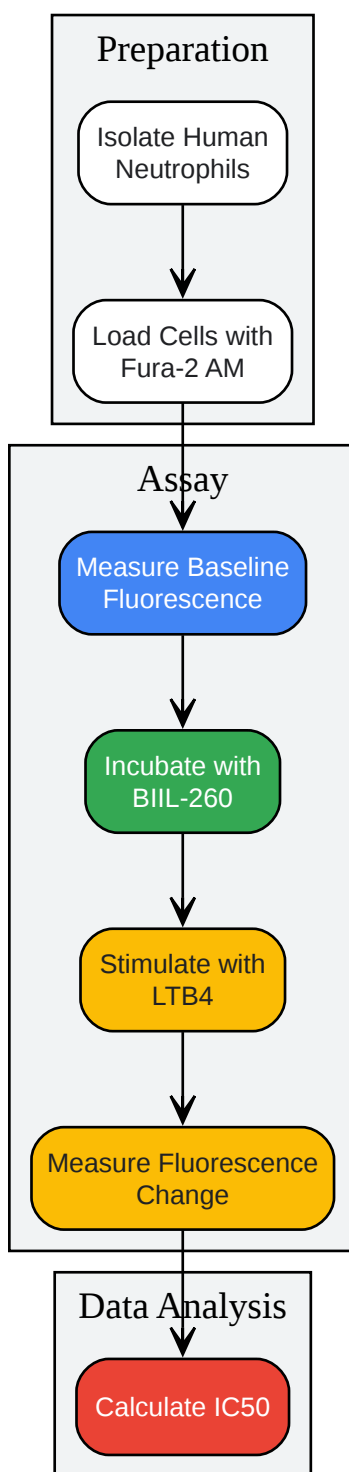 Preparation
Isolate Human
Neutrophils
Load Cells with
Fura-2 AM
Assay
Measure Baseline
Fluorescence
Incubate with
BIIL-260
Stimulate with
LTB4
Measure Fluorescence
Change
Data Analysis
Calculate IC50